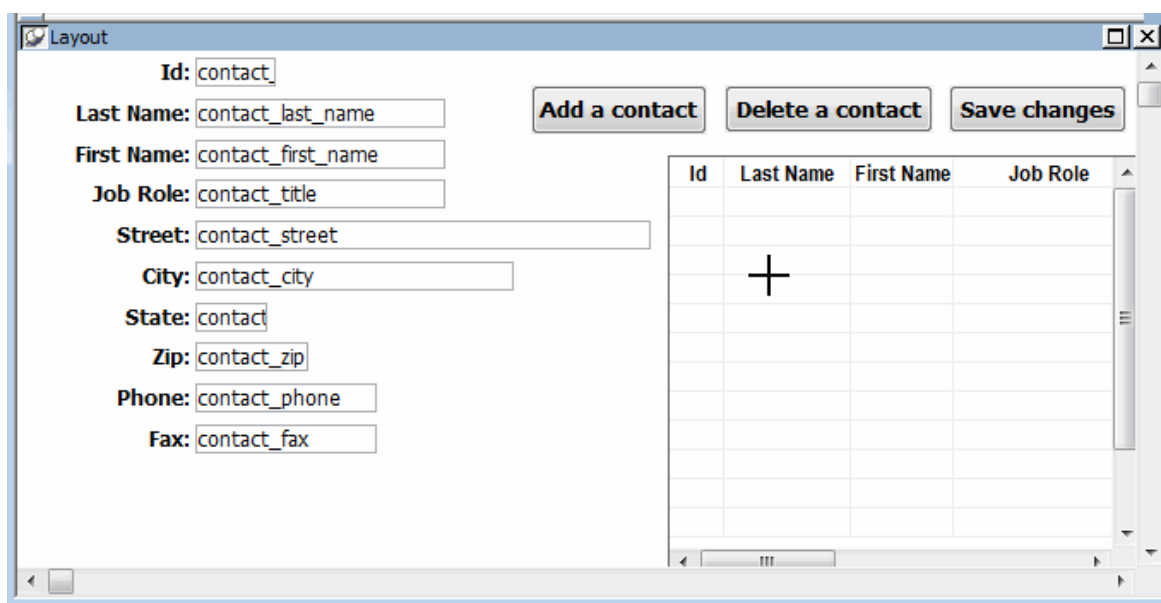 Layout
Id: contact_
Last Name: contact_last_name
First Name: contact_first_name
Job Role: contact_title
Street: contact_street
City: contact_city
State: contact
Zip: contact_zip
Phone: contact_phone
Fax: contact_fax
Add a contact Delete a contact Save changes
Id Last Name First Name Job Role